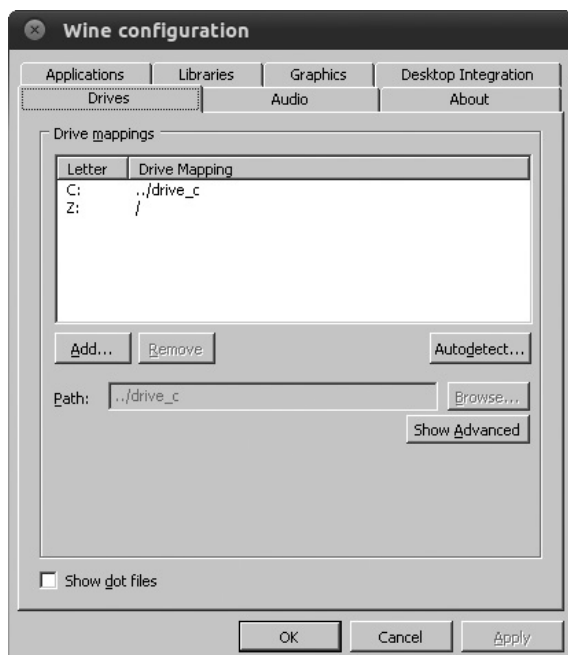 Wine configuration
Applications Libraries Graphics Desktop Integration
Drives Audio About
Drive mappings
Letter Drive Mapping
C: ../drive_c
Z: /
Add... Remove Autodetect...
Path: ../drive_c Browse...
Show Advanced
Show dot files
OK Cancel Apply